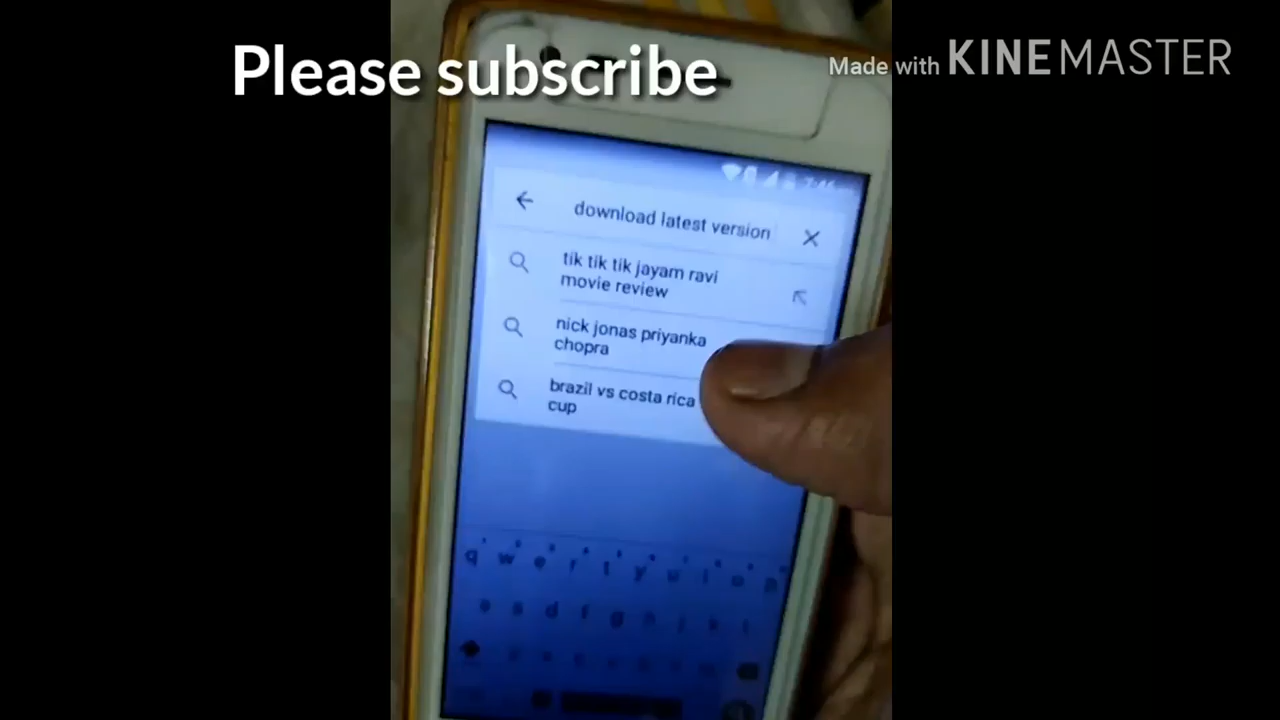 Please subscribe
Made with KINEMASTER
download latest version
tik tik tik jayam ravi
movie review
nick jonas priyanka
chopra
brazil vs costa rica
cup
q w e r t y u i o p
a s d f g h j k l